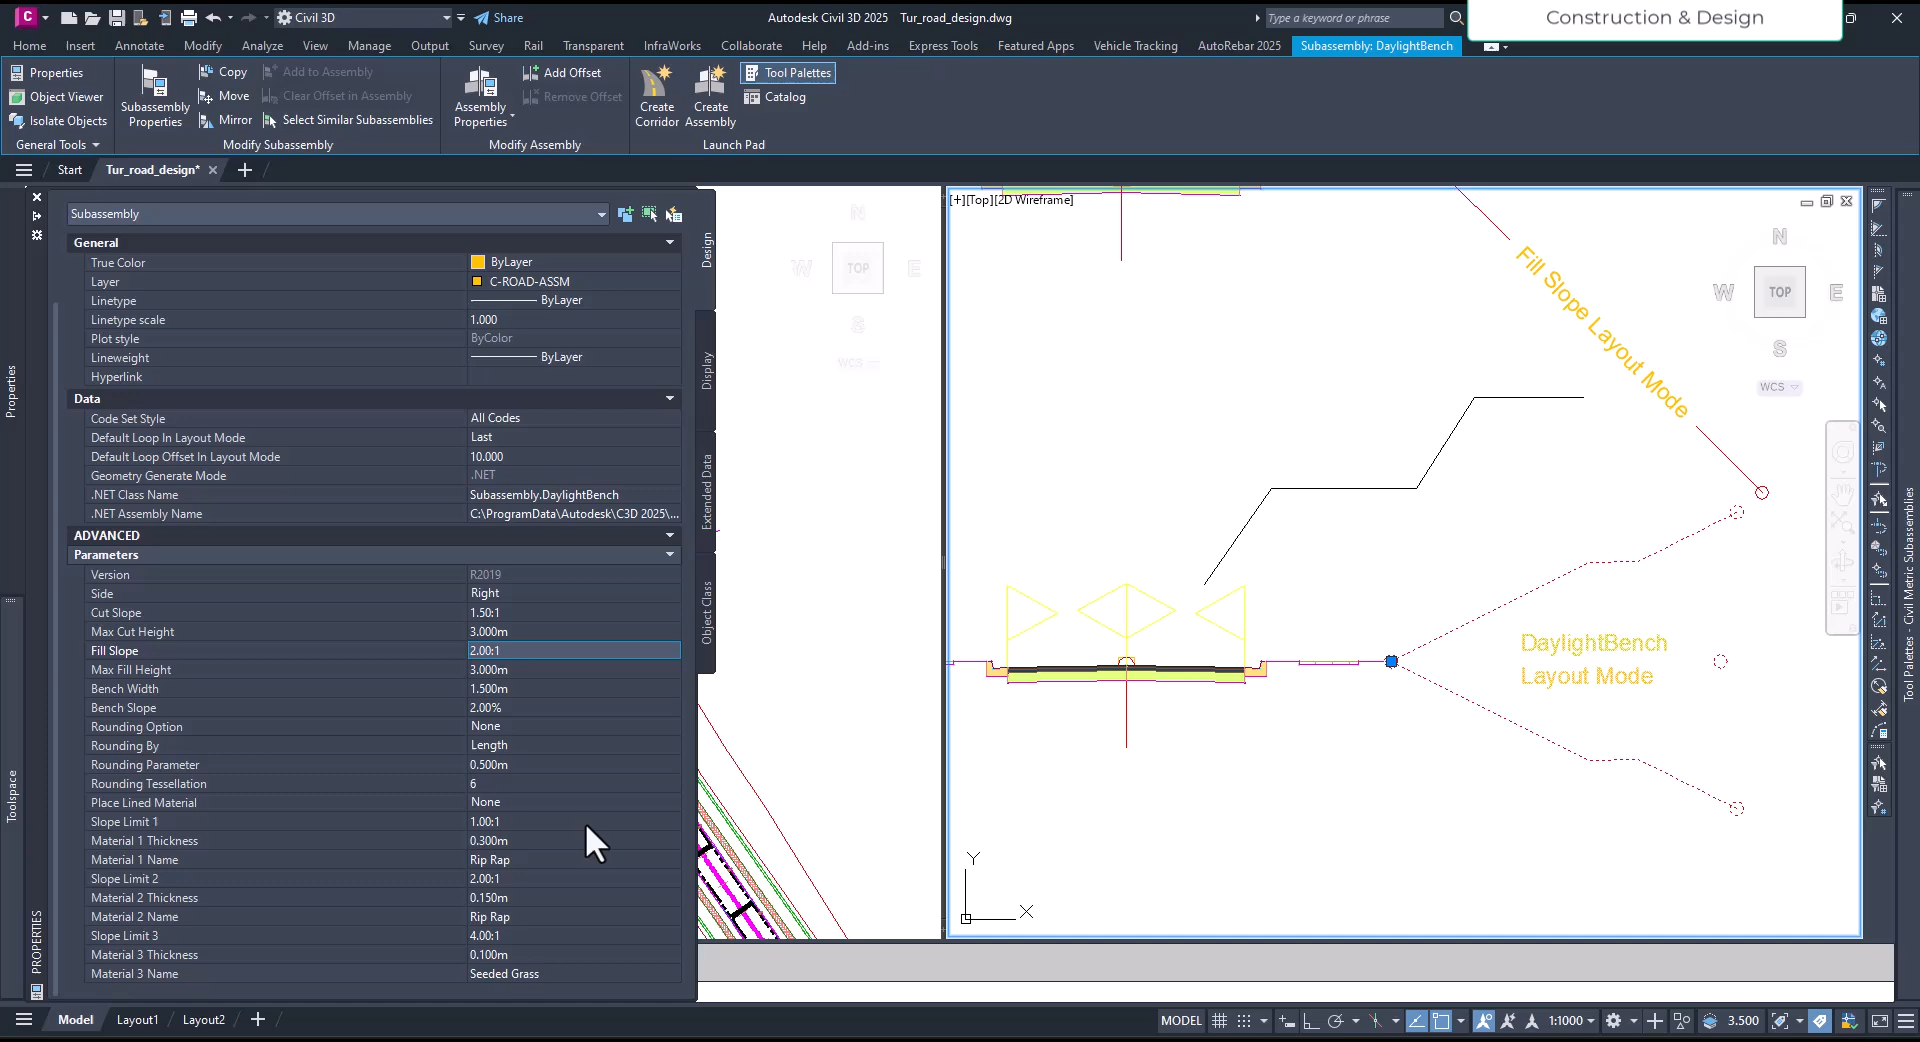 C
Civil 3D
Share
Autodesk Civil 3D 2025 Tur_road_design.dwg
Type a keyword or phrase
Construction & Design
Home Insert Annotate Modify Analyze View Manage Output Survey Rail Transparent InfraWorks Collaborate Help Add-ins Express Tools Featured Apps Vehicle Tracking AutoRebar 2025 Subassembly: DaylightBench
Properties
Object Viewer
Isolate Objects
General Tools
Subassembly
Properties
Copy
Move
Mirror
Add to Assembly
Clear Offset in Assembly
Select Similar Subassemblies
Modify Subassembly
Assembly
Properties
Add Offset
Remove Offset
Modify Assembly
Create
Corridor
Create
Assembly
Tool Palettes
Catalog
Launch Pad
Start
Tur_road_design*
Subassembly
General
True Color ByLayer
Layer C-ROAD-ASSM
Linetype ByLayer
Linetype scale 1.000
Plot style ByColor
Lineweight ByLayer
Hyperlink
Data
Code Set Style All Codes
Default Loop In Layout Mode Last
Default Loop Offset In Layout Mode 10.000
Geometry Generate Mode .NET
.NET Class Name Subassembly.DaylightBench
.NET Assembly Name C:\ProgramData\Autodesk\C3D 2025\...
ADVANCED
Parameters
Version R2019
Side Right
Cut Slope 1.50:1
Max Cut Height 3.000m
Fill Slope 2.00:1
Max Fill Height 3.000m
Bench Width 1.500m
Bench Slope 2.00%
Rounding Option None
Rounding By Length
Rounding Parameter 0.500m
Rounding Tessellation 6
Place Lined Material None
Slope Limit 1 1.00:1
Material 1 Thickness 0.300m
Material 1 Name Rip Rap
Slope Limit 2 2.00:1
Material 2 Thickness 0.150m
Material 2 Name Rip Rap
Slope Limit 3 4.00:1
Material 3 Thickness 0.100m
Material 3 Name Seeded Grass
Properties
Toolspace
PROPERTIES
Design
Display
Extended Data
Object Class
N
W TOP E
S
WCS
[+][Top][2D Wireframe]
Fill Slope Layout Mode
N
W TOP E
S
WCS
DaylightBench
Layout Mode
Y
X
Tool Palettes - Civil Metric Subassemblies
Model Layout1 Layout2
MODEL
1:1000
3.500